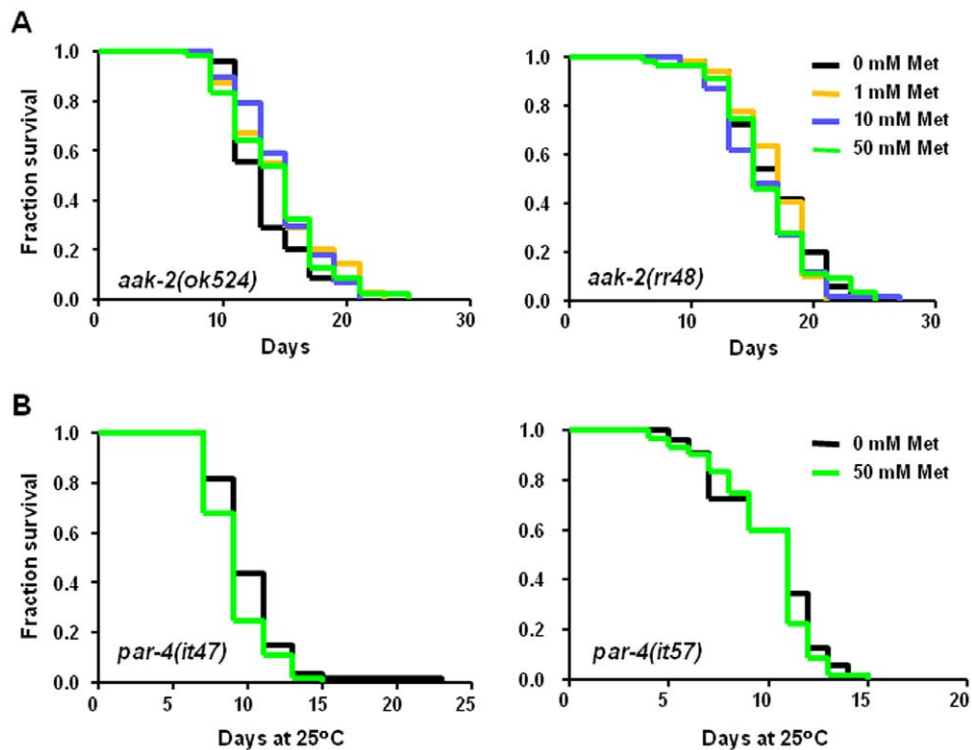 A
Fraction survival
1.0
0.8
0.6
0.4
0.2
0.0
aak-2(ok524)
0 10 20 30
Days
1.0
0.8
0.6
0.4
0.2
0.0
aak-2(rr48)
0 10 20 30
Days
0 mM Met
1 mM Met
10 mM Met
50 mM Met
B
Fraction survival
1.0
0.8
0.6
0.4
0.2
0.0
par-4(it47)
0 5 10 15 20 25
Days at 25°C
1.0
0.8
0.6
0.4
0.2
0.0
par-4(it57)
0 5 10 15 20
Days at 25°C
0 mM Met
50 mM Met